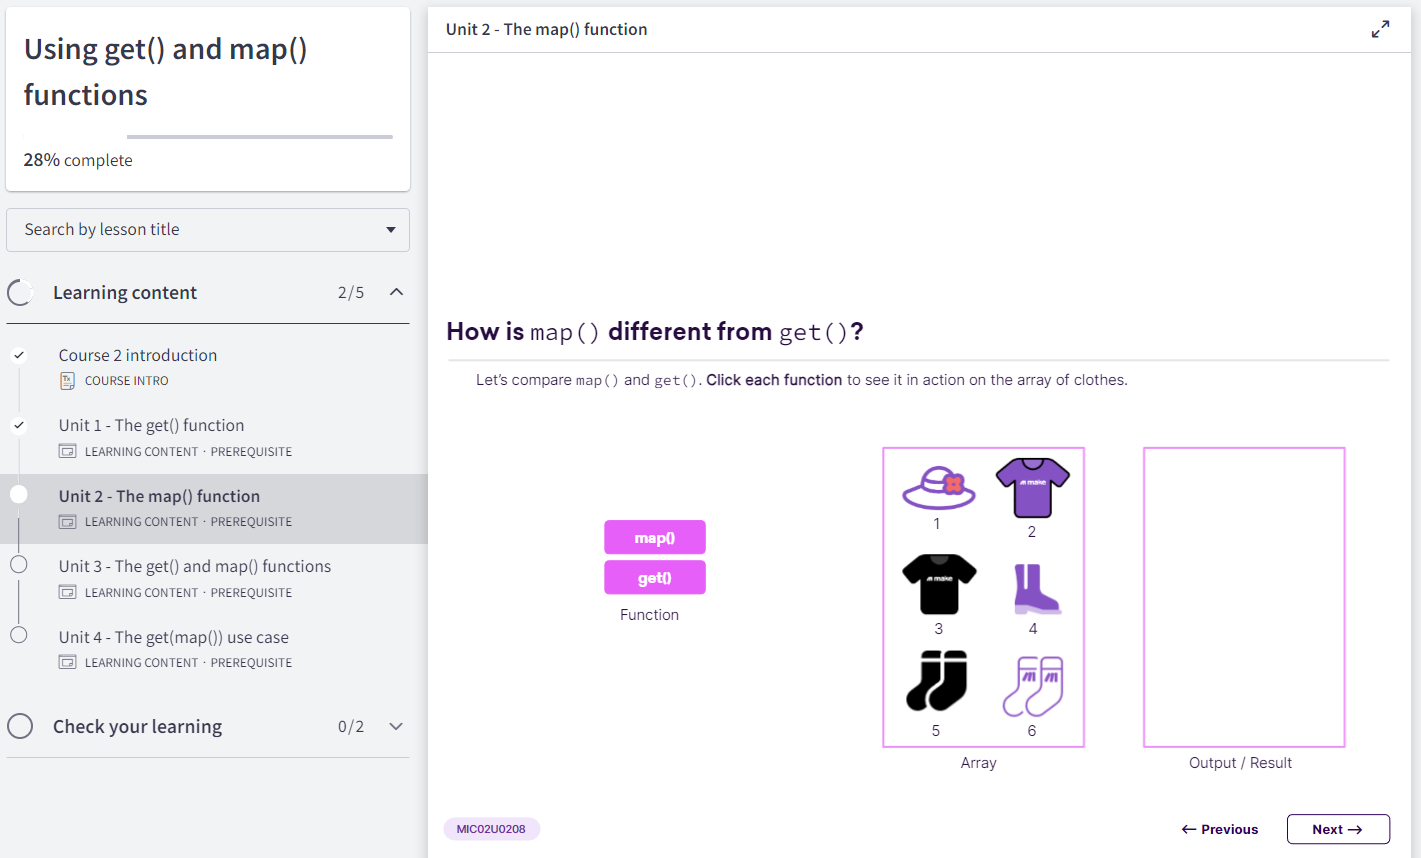 Using get() and map()
functions
28% complete
Search by lesson title
Learning content 2/5
Course 2 introduction
COURSE INTRO
Unit 1 - The get() function
LEARNING CONTENT · PREREQUISITE
Unit 2 - The map() function
LEARNING CONTENT · PREREQUISITE
Unit 3 - The get() and map() functions
LEARNING CONTENT · PREREQUISITE
Unit 4 - The get(map()) use case
LEARNING CONTENT · PREREQUISITE
Check your learning 0/2
Unit 2 - The map() function
How is map() different from get()?
Let's compare map() and get(). Click each function to see it in action on the array of clothes.
map()
get()
Function
make
make
1
2
3
4
5
6
Array
Output / Result
MIC02U0208
← Previous
Next →